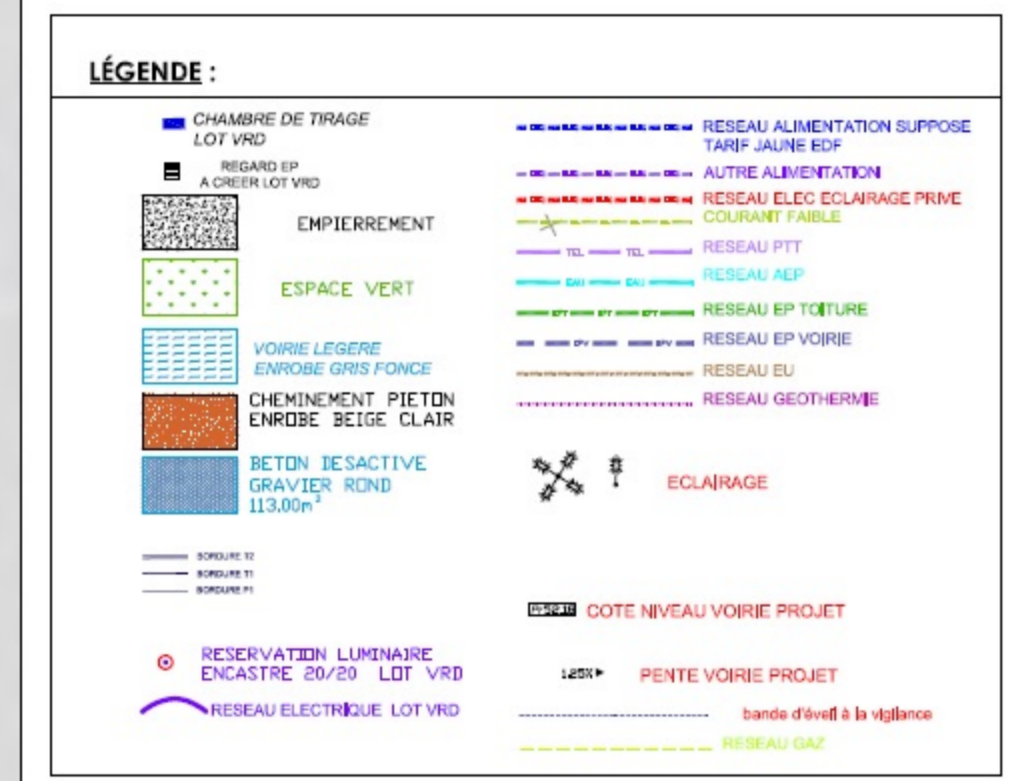 LÉGENDE :
CHAMBRE DE TIRAGE
LOT VRD
REGARD EP
A CREER LOT VRD
EMPIERREMENT
ESPACE VERT
VOIRIE LEGERE
ENROBE GRIS FONCE
CHEMINEMENT PIETON
ENROBE BEIGE CLAIR
BETON DESACTIVE
GRAVIER ROND
113.00m²
BORDURE T2
BORDURE T1
BORDURE P1
RESERVATION LUMINAIRE
ENCASTRE 20/20 LOT VRD
RESEAU ELECTRIQUE LOT VRD
RESEAU ALIMENTATION SUPPOSE
TARIF JAUNE EDF
AUTRE ALIMENTATION
RESEAU ELEC ECLAIRAGE PRIVE
COURANT FAIBLE
TEL TEL RESEAU PTT
EAU EAU RESEAU AEP
EPT EPT EPT RESEAU EP TOITURE
EPV EPV RESEAU EP VOIRIE
RESEAU EU
RESEAU GEOTHERMIE
ECLAIRAGE
COTE NIVEAU VOIRIE PROJET
1.25% PENTE VOIRIE PROJET
bande d'éveil à la vigilance
RESEAU GAZ